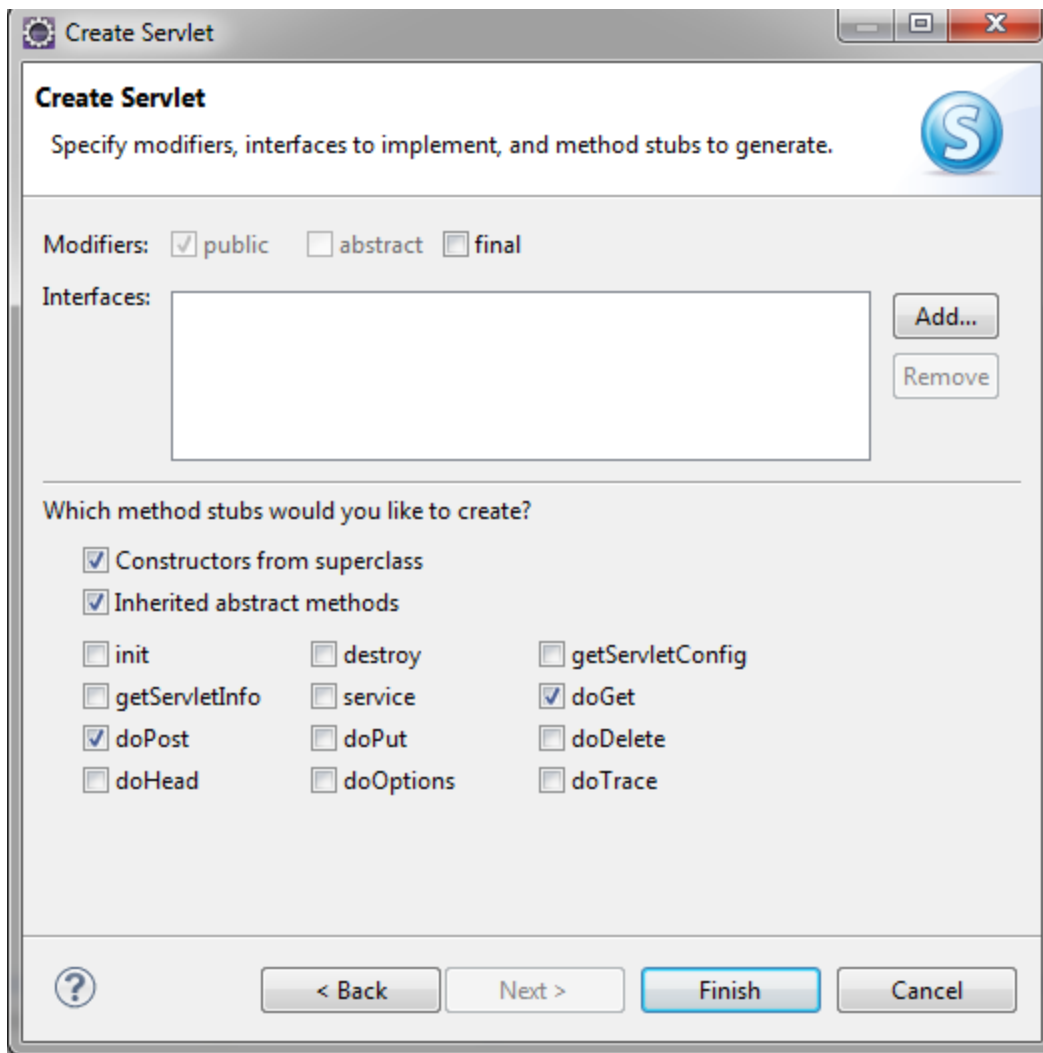 Create Servlet
Create Servlet
Specify modifiers, interfaces to implement, and method stubs to generate.
S
Modifiers: public abstract final
Interfaces:
Add...
Remove
Which method stubs would you like to create?
Constructors from superclass
Inherited abstract methods
init destroy getServletConfig
getServletInfo service doGet
doPost doPut doDelete
doHead doOptions doTrace
? < Back Next > Finish Cancel